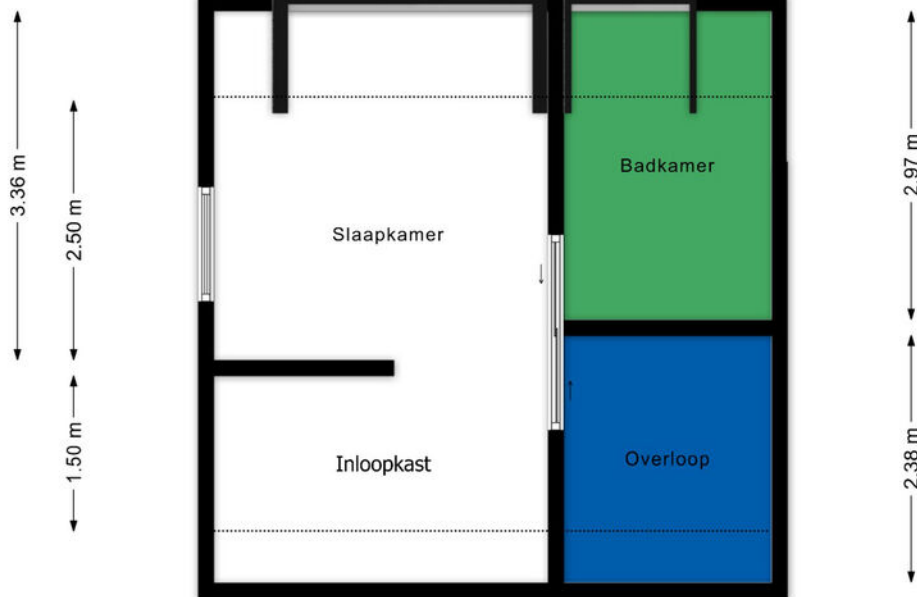 3.36 m
2.50 m
1.50 m
Slaapkamer
Inloopkast
Badkamer
Overloop
2.97 m
2.38 m